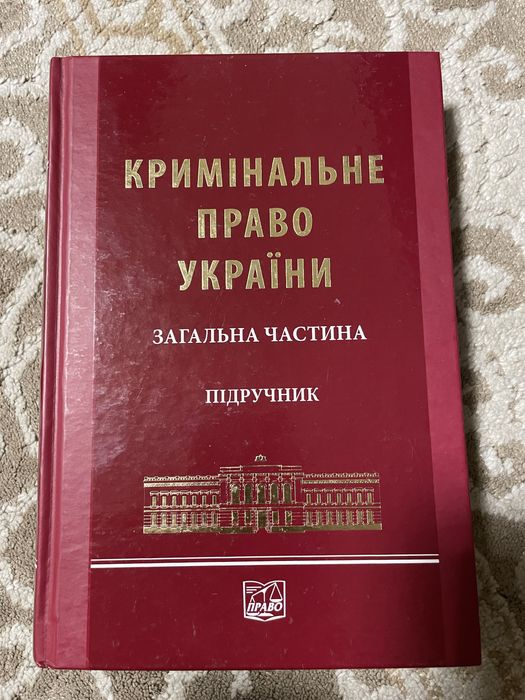 КРИМІНАЛЬНЕ
ПРАВО
УКРАЇНИ
ЗАГАЛЬНА ЧАСТИНА
ПІДРУЧНИК
ПРАВО